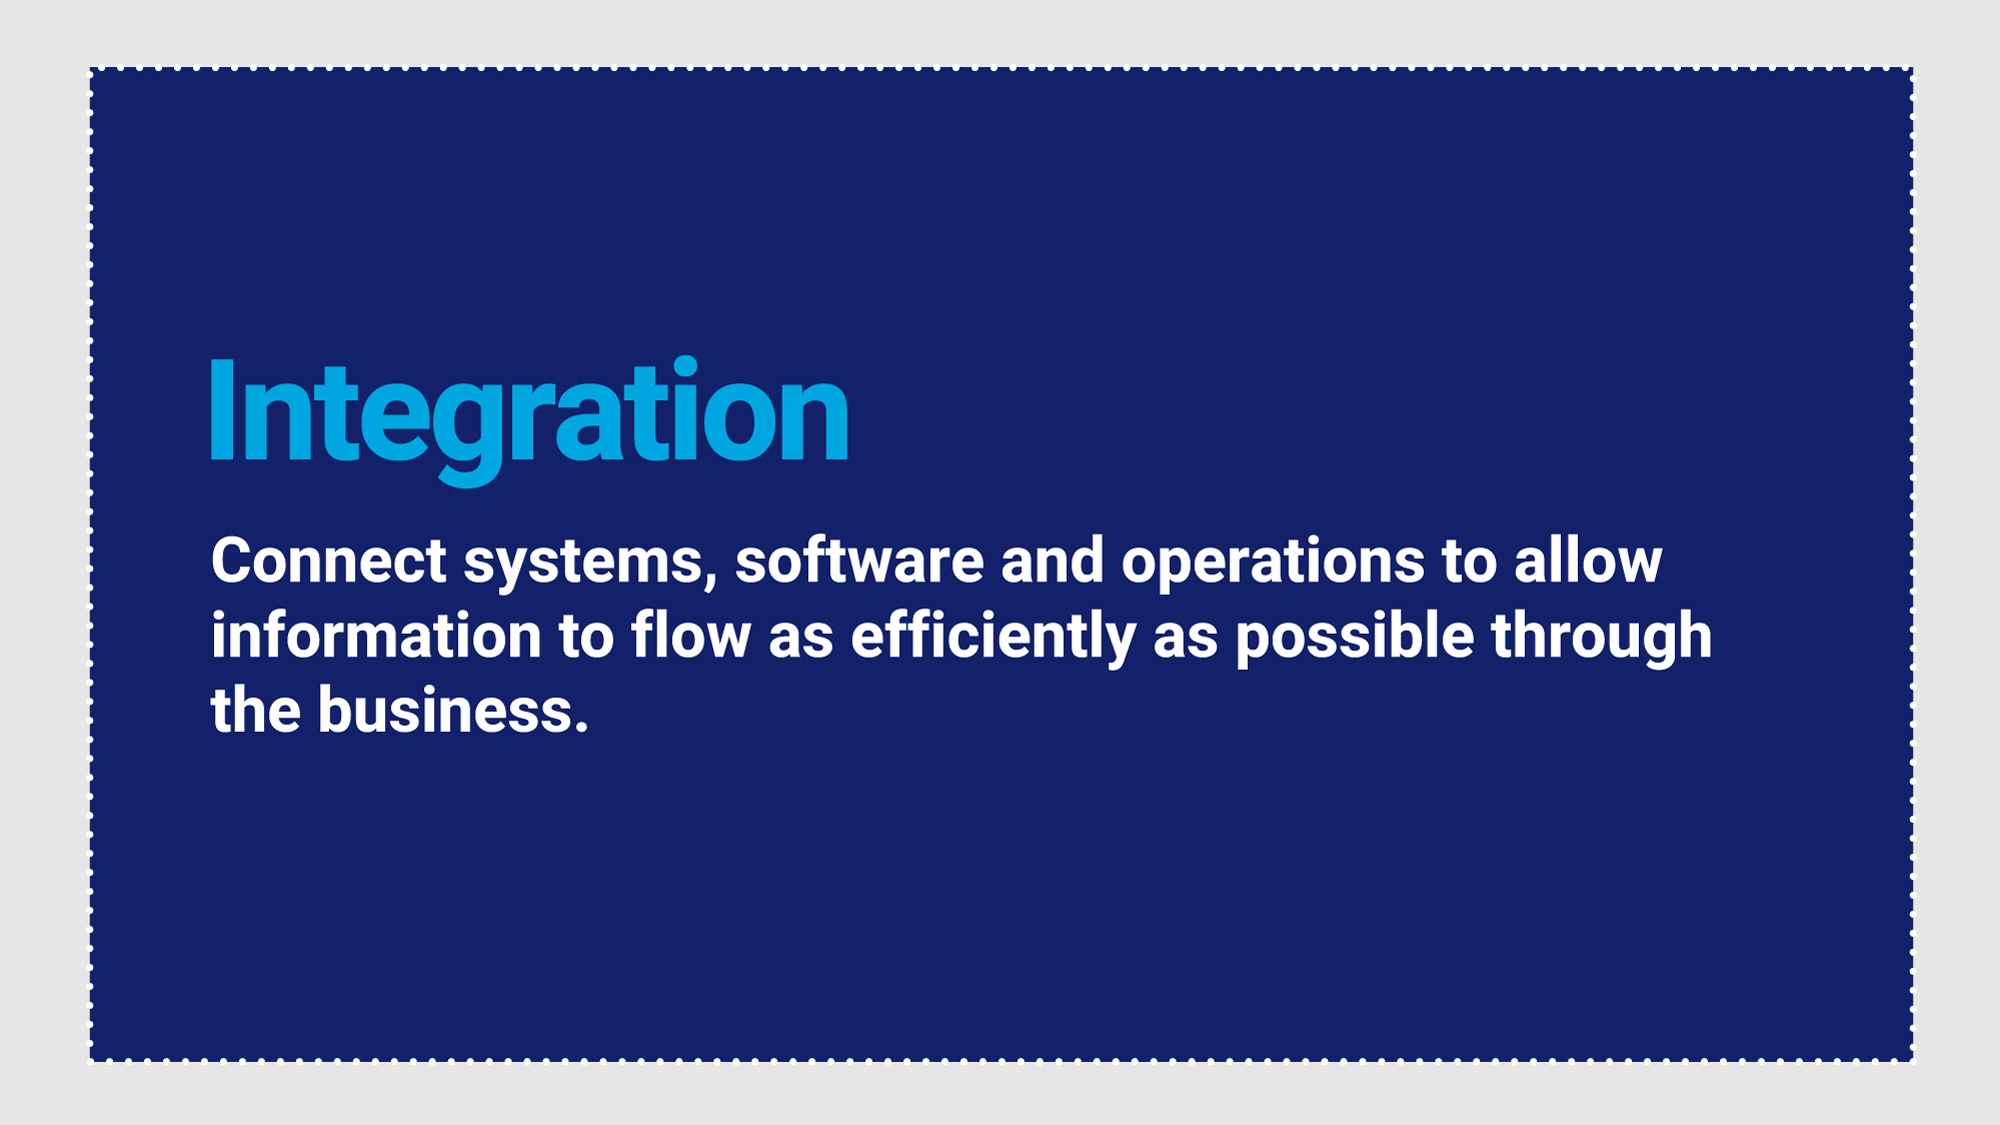 Integration
Connect systems, software and operations to allow
information to flow as efficiently as possible through
the business.